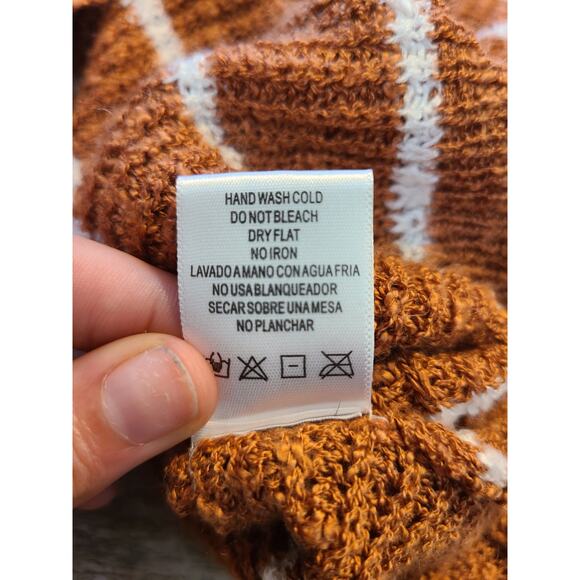 HAND WASH COLD
DO NOT BLEACH
DRY FLAT
NO IRON
LAVADO A MANO CON AGUA FRIA
NO USA BLANQUEADOR
SECAR SOBRE UNA MESA
NO PLANCHAR